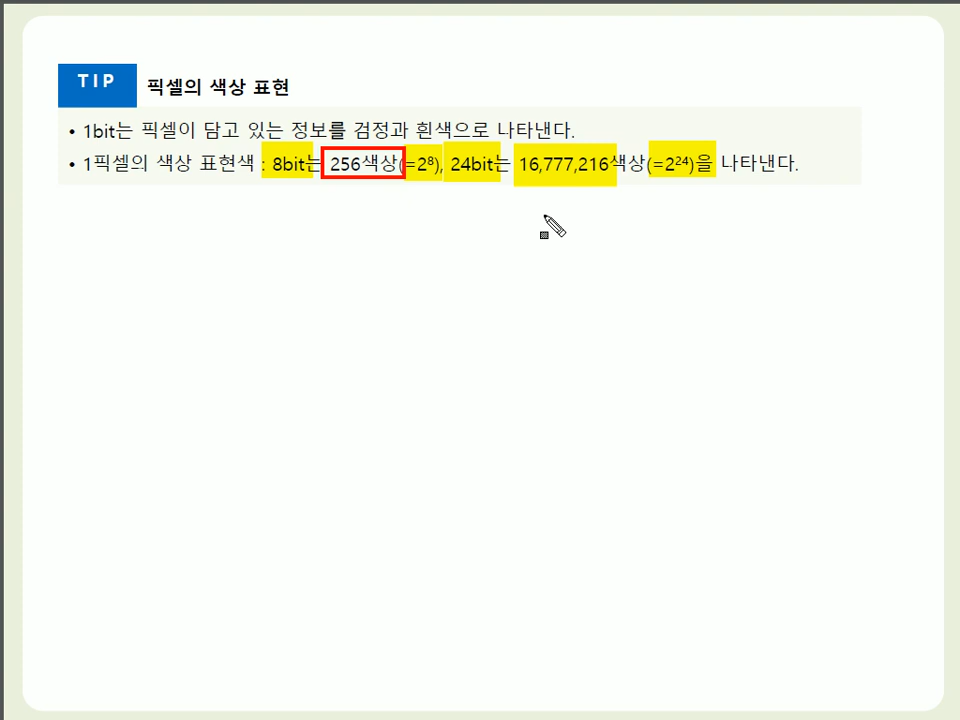 TIP 픽셀의 색상 표현
• 1bit는 픽셀이 담고 있는 정보를 검정과 흰색으로 나타낸다.
• 1픽셀의 색상 표현색 : 8bit는 256색상(=2⁸), 24bit는 16,777,216색상(=2²⁴)을 나타낸다.